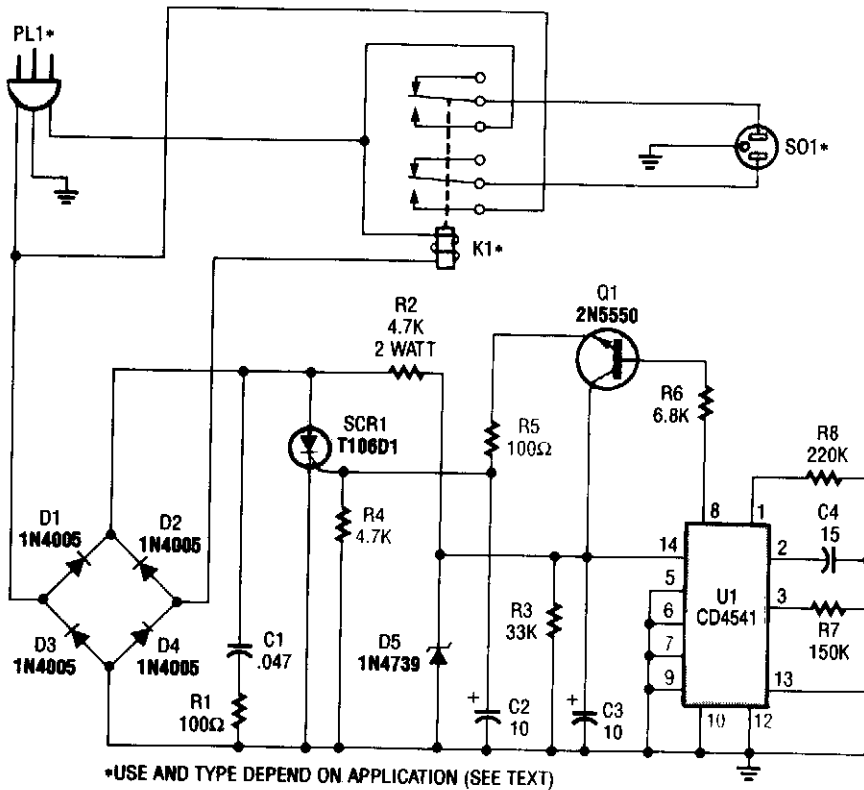 PL1*
SO1*
K1*
R2
4.7K
2 WATT
Q1
2N5550
SCR1
T106D1
R5
100Ω
R6
6.8K
R8
220K
R4
4.7K
D1
1N4005
D2
1N4005
8
1
C4
15
14
2
5
U1
CD4541
3
6
R3
33K
D3
1N4005
D4
1N4005
C1
.047
D5
1N4739
7
R7
150K
9
13
R1
100Ω
+
C2
10
+
C3
10
10
12
*USE AND TYPE DEPEND ON APPLICATION (SEE TEXT)